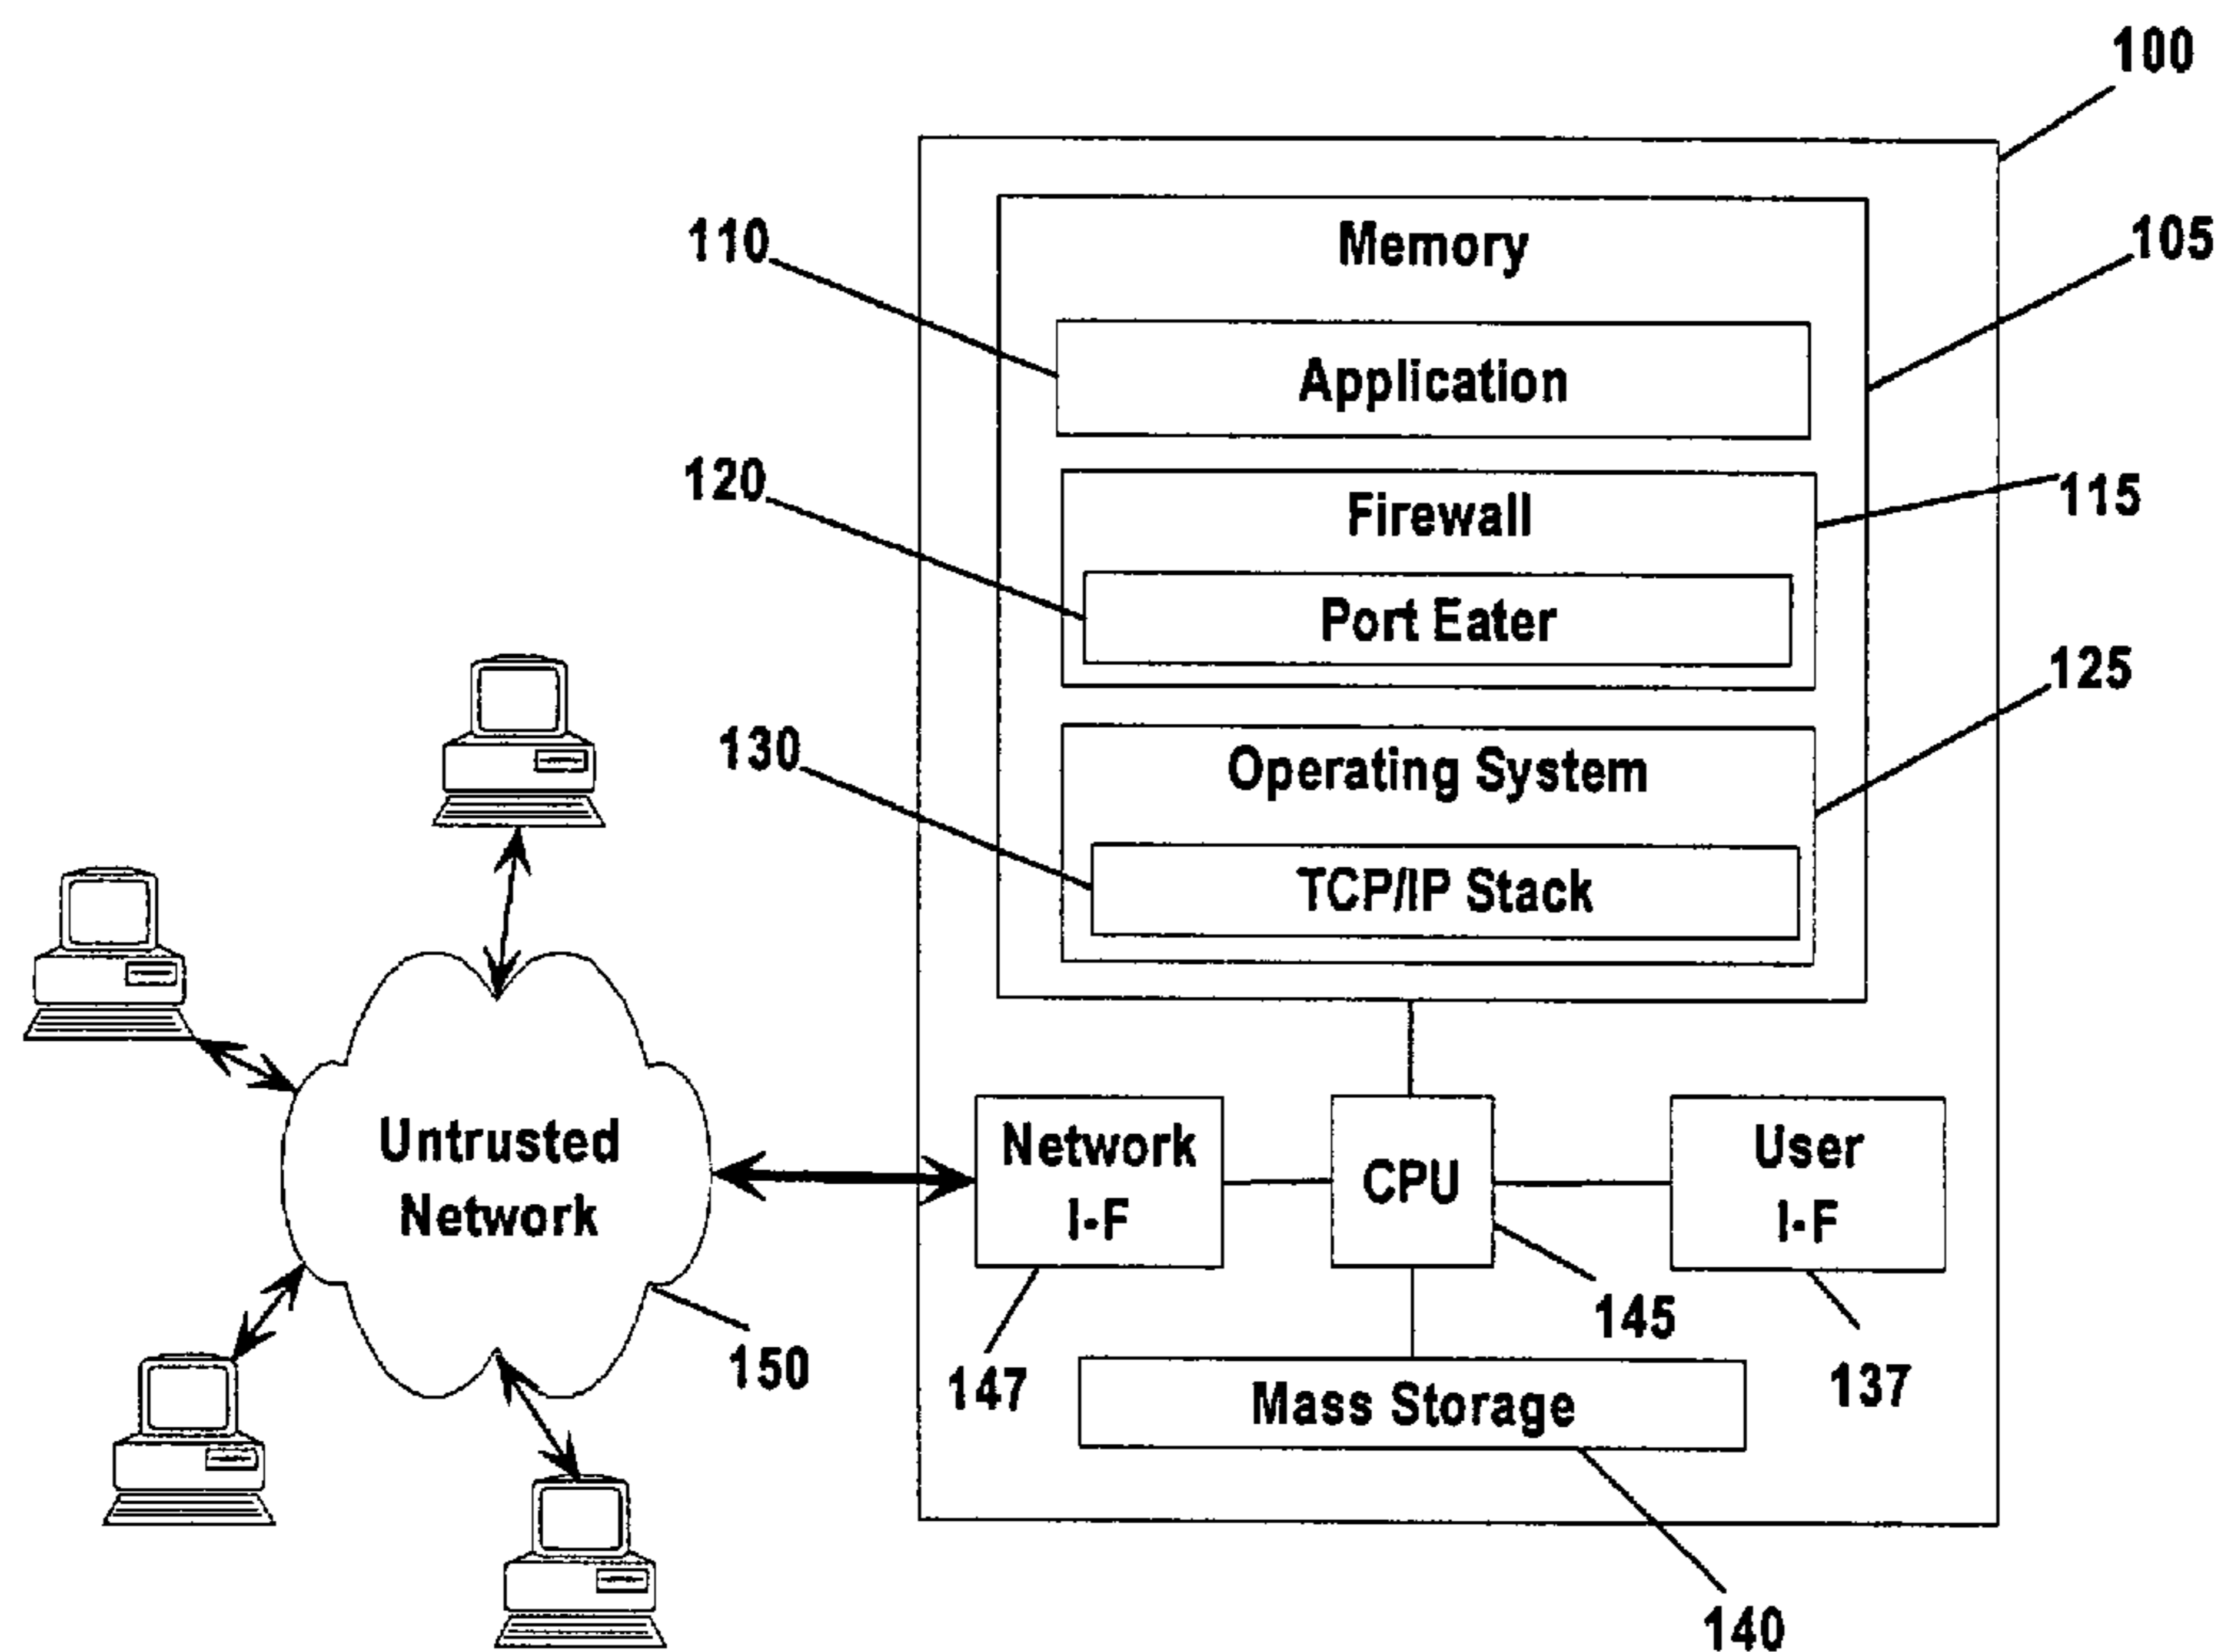 100
110
Memory
105
Application
120
Firewall
115
Port Eater
125
130
Operating System
TCP/IP Stack
Untrusted
Network
Network
I-F
CPU
User
I-F
150
147
145
137
Mass Storage
140